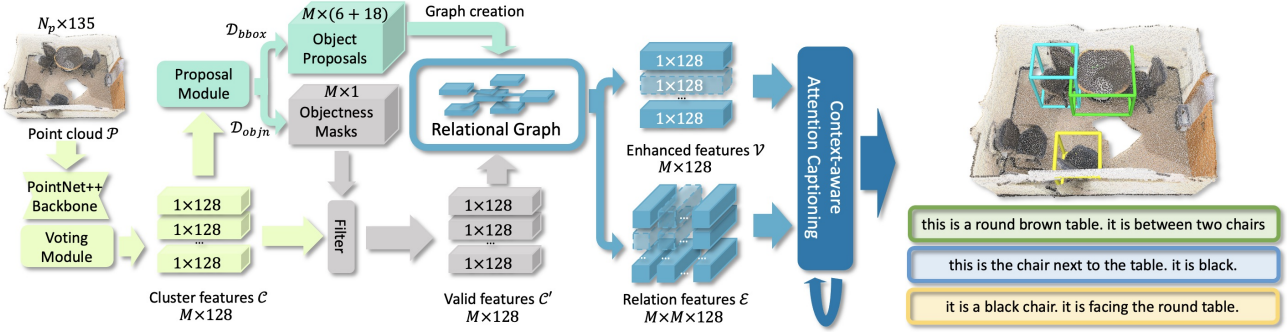 N_p×135
Point cloud 𝒫
PointNet++
Backbone
Voting
Module
Proposal
Module
𝒟_bbox
𝒟_objn
M×(6 + 18)
Object
Proposals
M×1
Objectness
Masks
Graph creation
Relational Graph
1×128
1×128
...
1×128
Cluster features 𝒞
M×128
Filter
1×128
1×128
...
1×128
Valid features 𝒞′
M×128
1×128
1×128
...
1×128
Enhanced features 𝒱
M×128
...
...
...
Relation features ℰ
M×M×128
Context-aware
Attention Captioning
this is a round brown table. it is between two chairs
this is the chair next to the table. it is black.
it is a black chair. it is facing the round table.